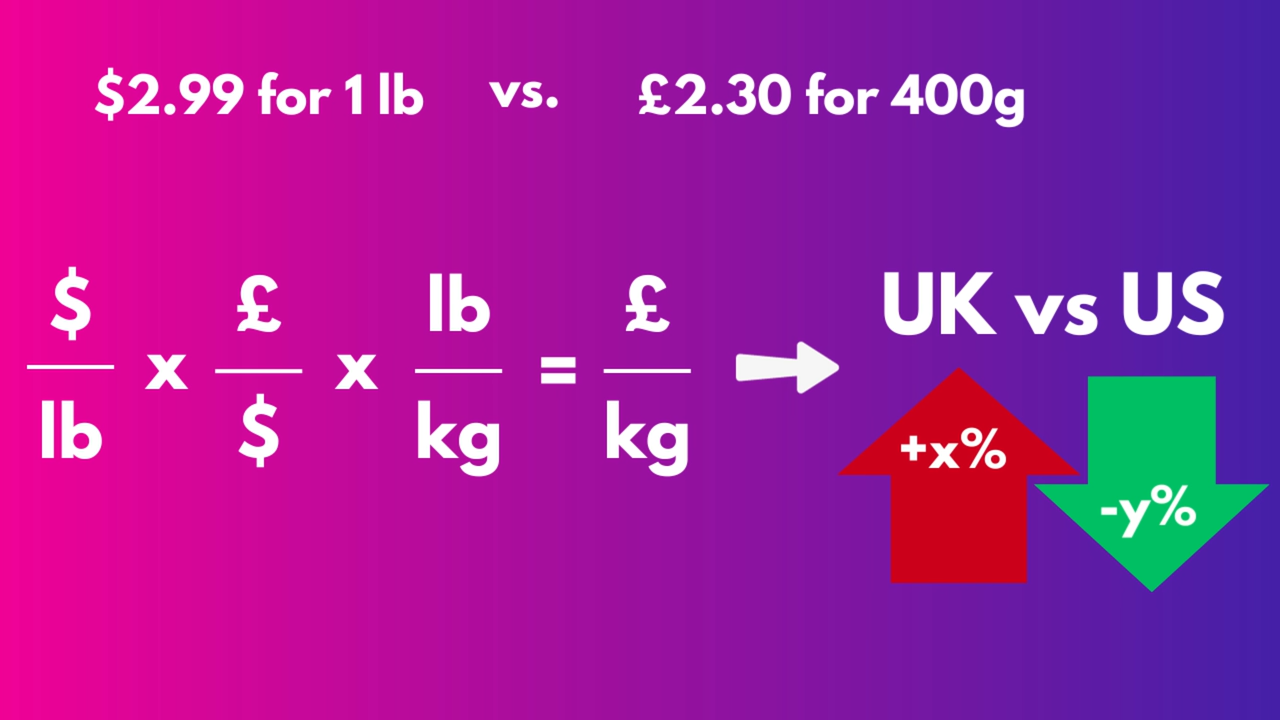 $2.99 for 1 lb vs. £2.30 for 400g
$ £ lb £
x x =
lb $ kg kg
UK vs US
+x%
-y%